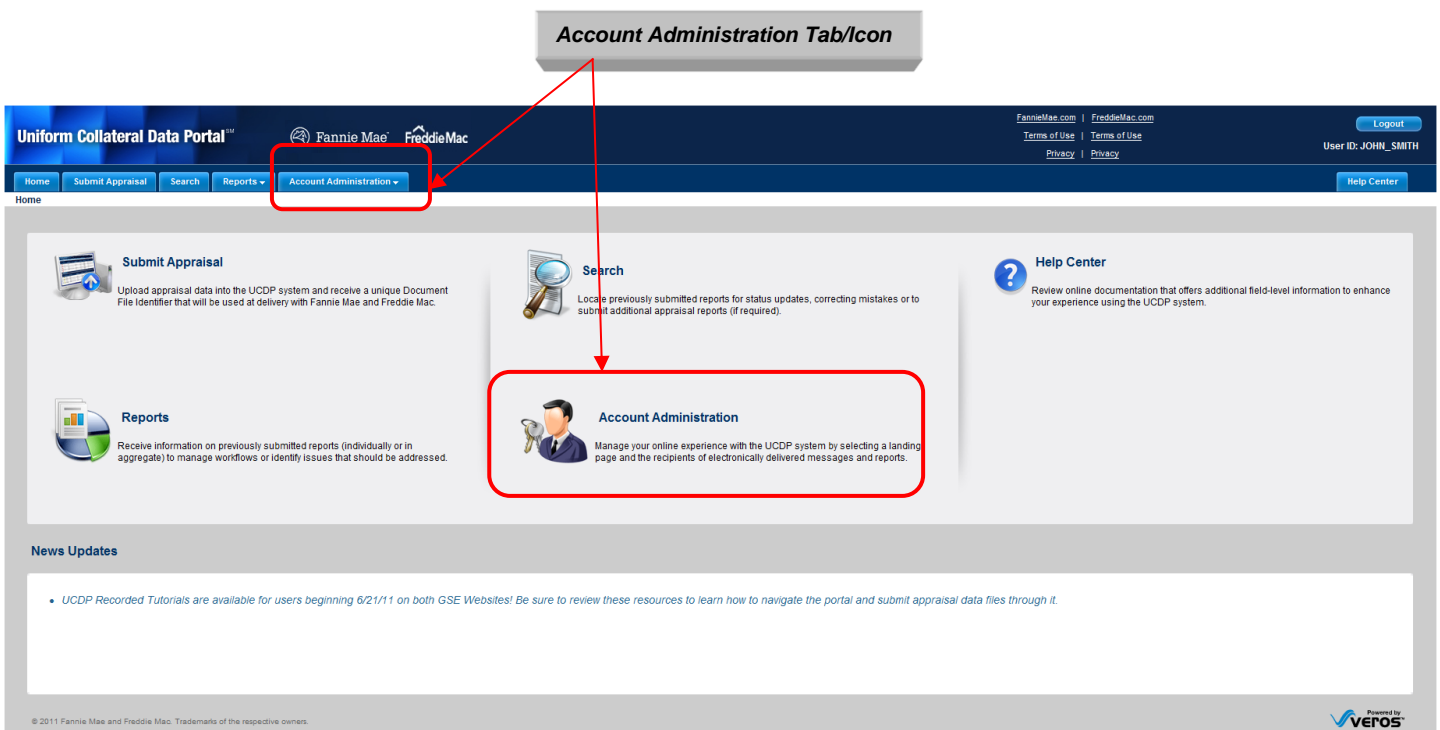 Account Administration Tab/Icon
Uniform Collateral Data Portal℠
Fannie Mae
Freddie Mac
FannieMae.com | FreddieMac.com
Terms of Use | Terms of Use
Privacy | Privacy
Logout
User ID: JOHN_SMITH
Home
Submit Appraisal
Search
Reports
Account Administration
Help Center
Home
Submit Appraisal
Upload appraisal data into the UCDP system and receive a unique Document
File Identifier that will be used at delivery with Fannie Mae and Freddie Mac.
Search
Locate previously submitted reports for status updates, correcting mistakes or to
submit additional appraisal reports (if required).
Help Center
Review online documentation that offers additional field-level information to enhance
your experience using the UCDP system.
Reports
Receive information on previously submitted reports (individually or in
aggregate) to manage workflows or identify issues that should be addressed.
Account Administration
Manage your online experience with the UCDP system by selecting a landing
page and the recipients of electronically delivered messages and reports.
News Updates
• UCDP Recorded Tutorials are available for users beginning 6/21/11 on both GSE Websites! Be sure to review these resources to learn how to navigate the portal and submit appraisal data files through it.
© 2011 Fannie Mae and Freddie Mac. Trademarks of the respective owners.
Powered by
veros